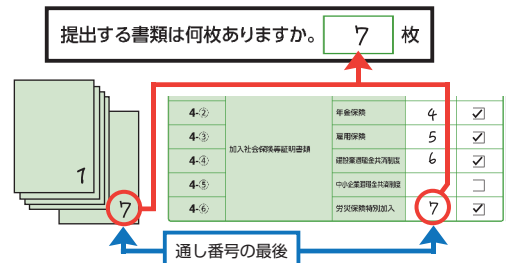 提出する書類は何枚ありますか。 7 枚
4-② 年金保険 4 ☑
4-③ 雇用保険 5 ☑
加入社会保険等証明書類
4-④ 建設業退職金共済制度 6 ☑
4-⑤ 中小企業退職金共済制度 ☐
4-⑥ 労災保険特別加入 7 ☑
1
7
通し番号の最後